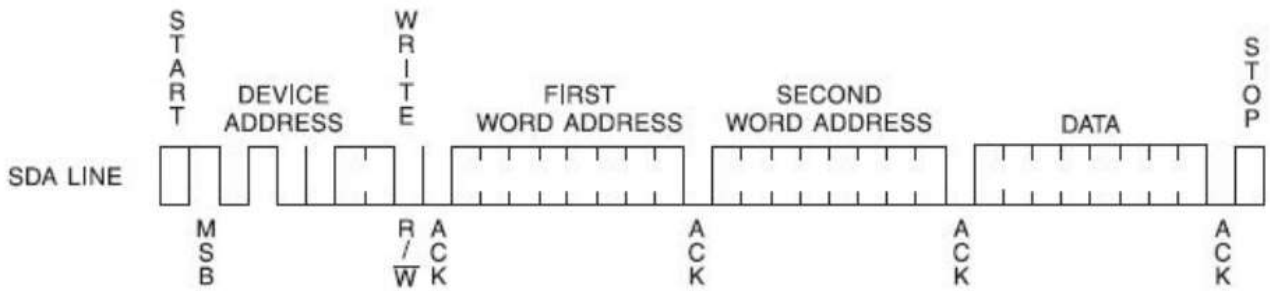 START
WRITE
STOP
DEVICE
ADDRESS
FIRST
WORD ADDRESS
SECOND
WORD ADDRESS
DATA
SDA LINE
MSB
R/W
ACK
ACK
ACK
ACK